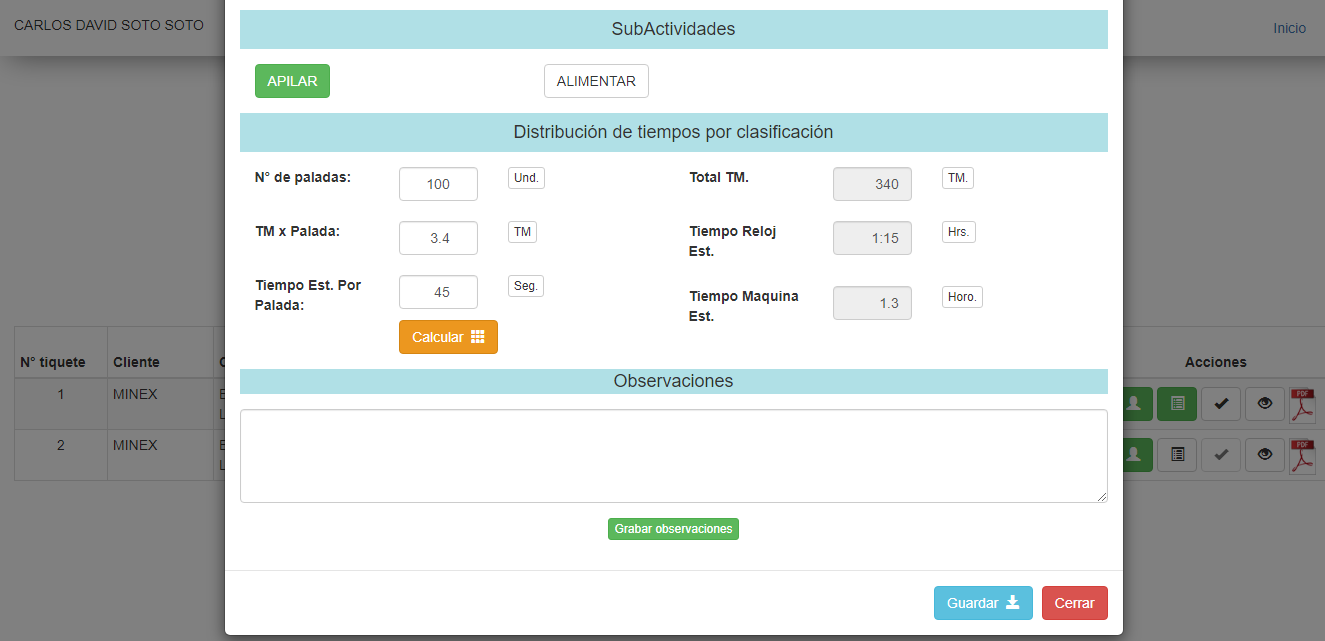 CARLOS DAVID SOTO SOTO
Inicio
SubActividades
APILAR
ALIMENTAR
Distribución de tiempos por clasificación
N° de paladas:
100
Und.
Total TM.
340
TM.
TM x Palada:
3.4
TM
Tiempo Reloj
Est.
1:15
Hrs.
Tiempo Est. Por
Palada:
45
Seg.
Tiempo Maquina
Est.
1.3
Horo.
Calcular
Observaciones
Grabar observaciones
Guardar
Cerrar
N° tiquete
Cliente
Acciones
1
MINEX
PDF
2
MINEX
PDF